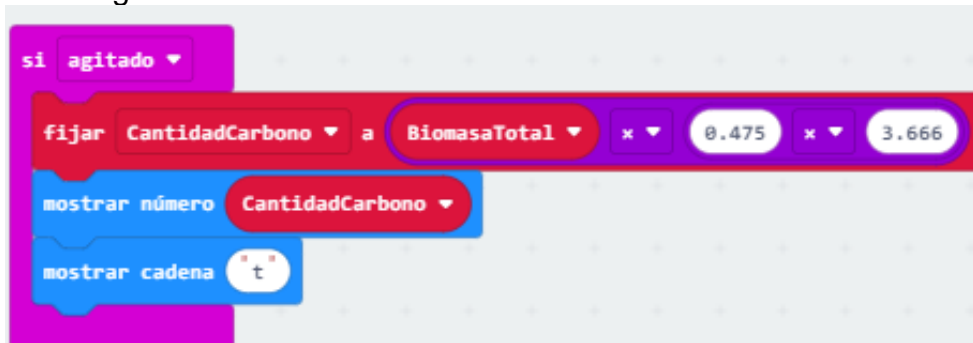 si agitado
fijar CantidadCarbono a BiomasaTotal × 0.475 × 3.666
mostrar número CantidadCarbono
mostrar cadena "t"